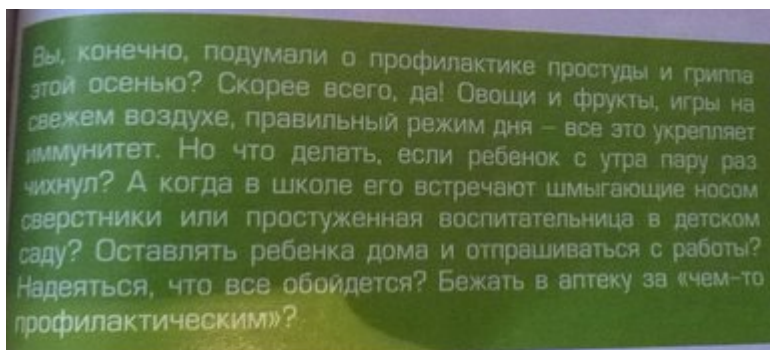 Вы, конечно, подумали о профилактике простуды и гриппа
этой осенью? Скорее всего, да! Овощи и фрукты, игры на
свежем воздухе, правильный режим дня – все это укрепляет
иммунитет. Но что делать, если ребенок с утра пару раз
чихнул? А когда в школе его встречают шмыгающие носом
сверстники или простуженная воспитательница в детском
саду? Оставлять ребенка дома и отпрашиваться с работы?
Надеяться, что все обойдется? Бежать в аптеку за «чем-то
профилактическим»?